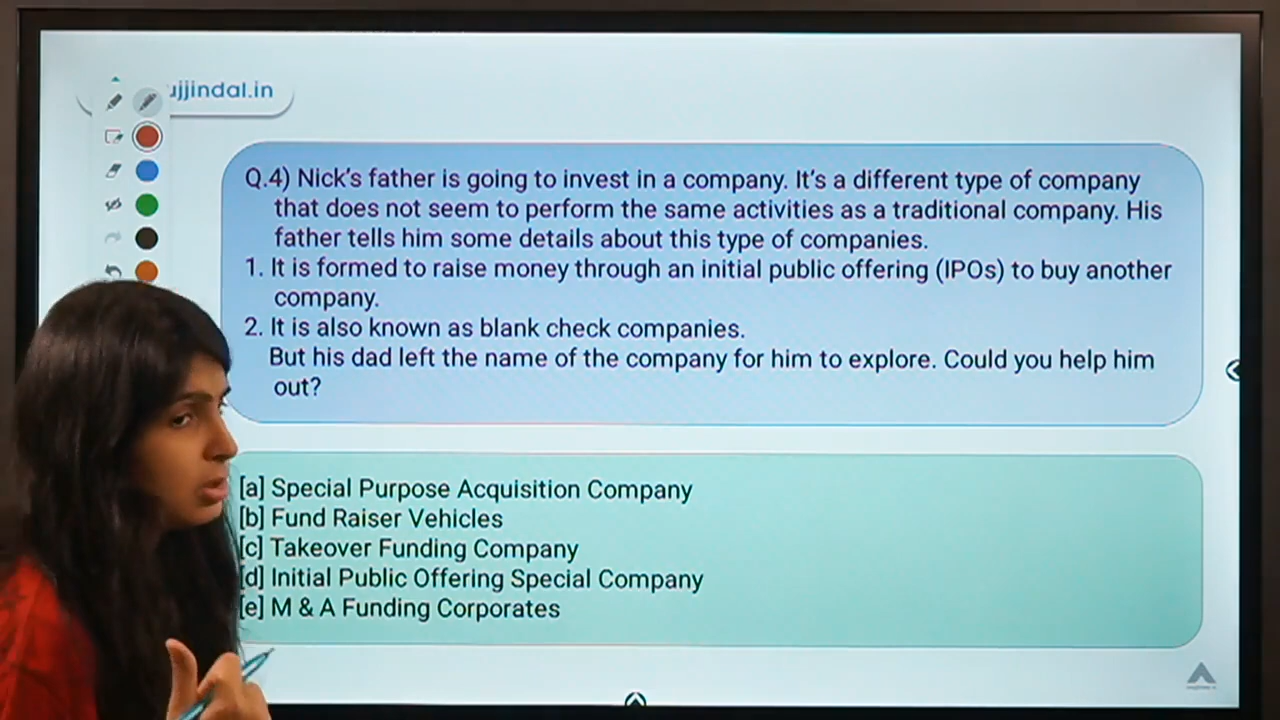 ujjindal.in
Q.4) Nick's father is going to invest in a company. It's a different type of company
that does not seem to perform the same activities as a traditional company. His
father tells him some details about this type of companies.
1. It is formed to raise money through an initial public offering (IPOs) to buy another
company.
2. It is also known as blank check companies.
But his dad left the name of the company for him to explore. Could you help him
out?
[a] Special Purpose Acquisition Company
[b] Fund Raiser Vehicles
[c] Takeover Funding Company
[d] Initial Public Offering Special Company
[e] M & A Funding Corporates